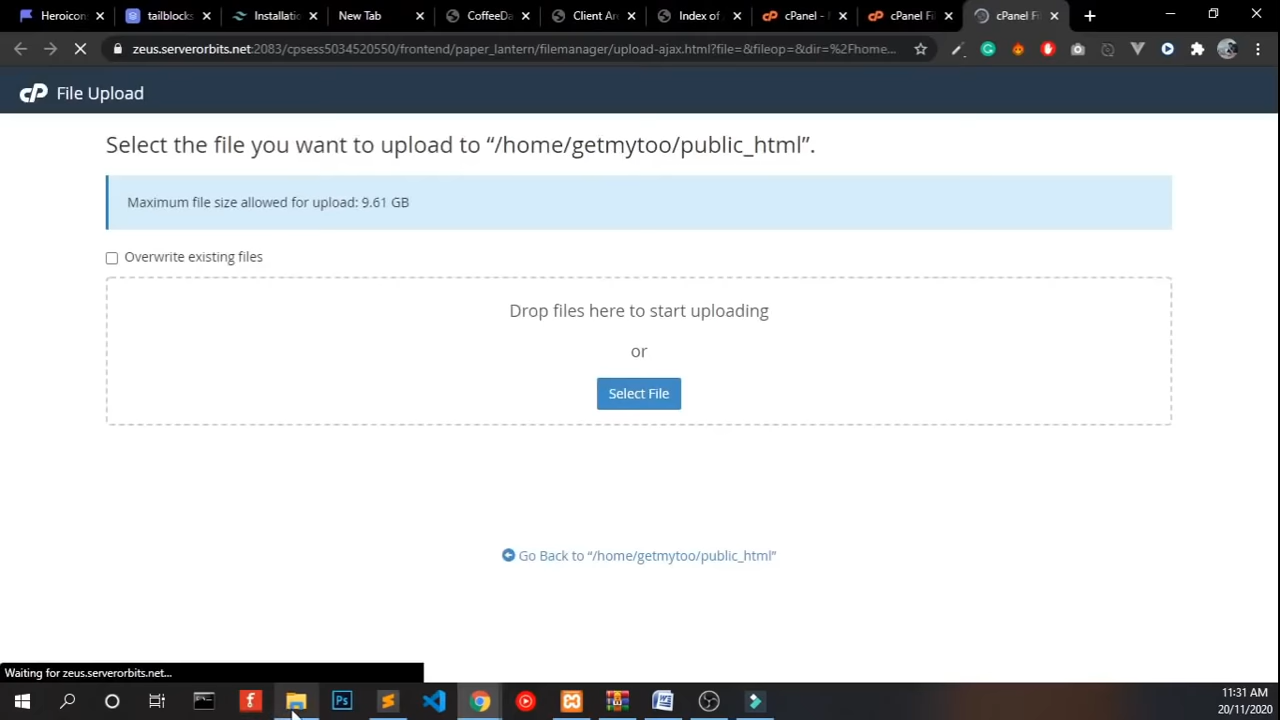 Heroicon
tailblocks
Installatio
New Tab
CoffeeDa
Client Are
Index of
cPanel -
cPanel Fi
cPanel Fi
zeus.serverorbits.net:2083/cpsess5034520550/frontend/paper_lantern/filemanager/upload-ajax.html?file=&fileop=&dir=%2Fhome...
cP File Upload
Select the file you want to upload to “/home/getmytoo/public_html”.
Maximum file size allowed for upload: 9.61 GB
Overwrite existing files
Drop files here to start uploading
or
Select File
Go Back to “/home/getmytoo/public_html”
Waiting for zeus.serverorbits.net...
Ps
11:31 AM
20/11/2020